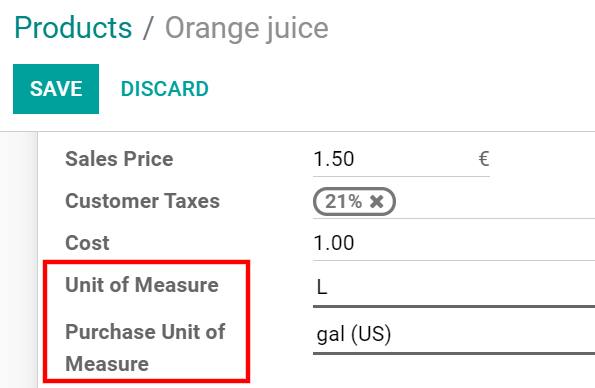 Products / Orange juice
SAVE DISCARD
Sales Price 1.50 €
Customer Taxes 21% ✖
Cost 1.00
Unit of Measure L
Purchase Unit of gal (US)
Measure